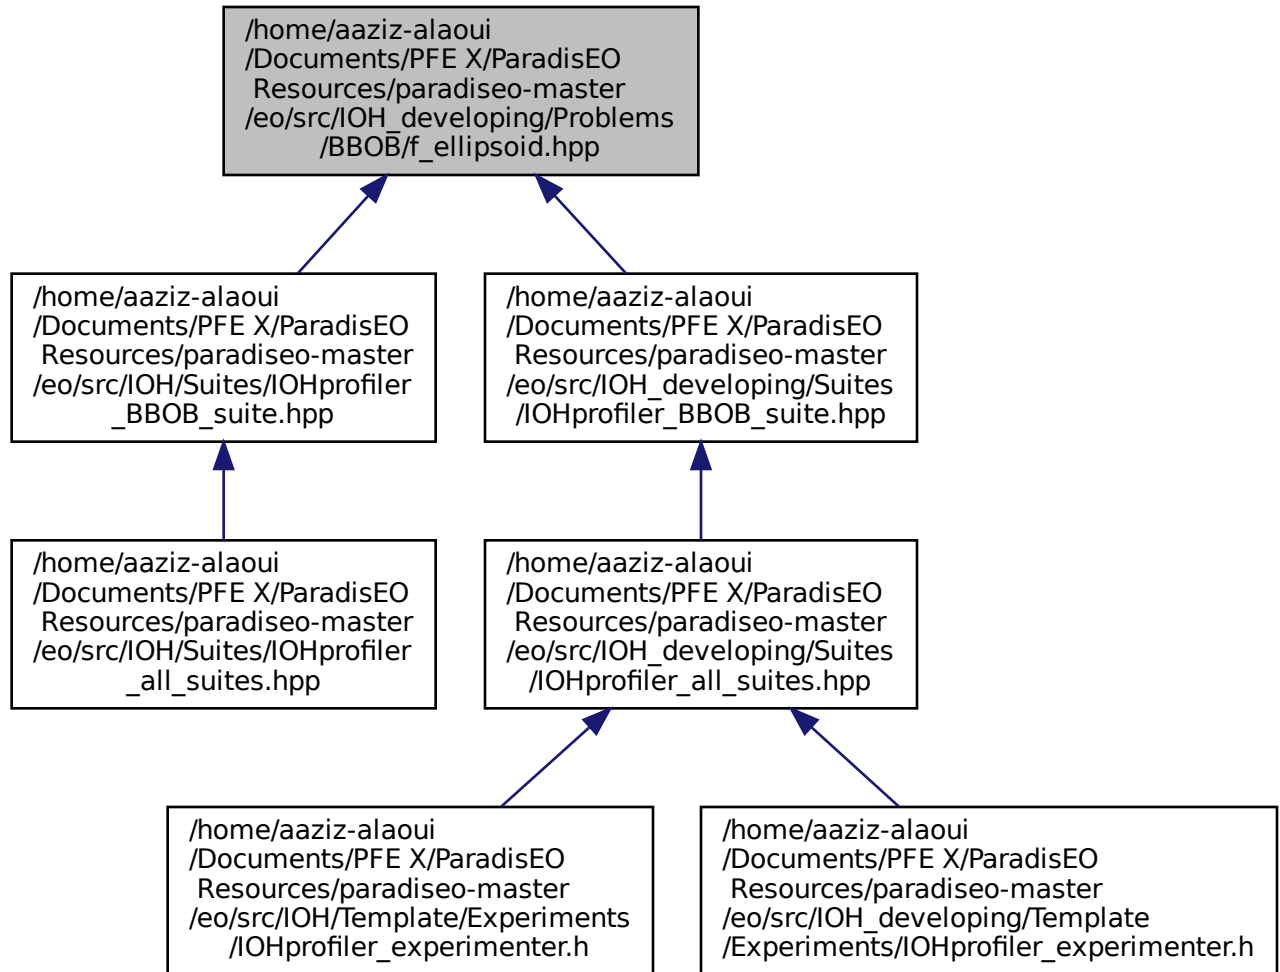 /home/aaziz-alaoui
/Documents/PFE X/ParadisEO
Resources/paradiseo-master
/eo/src/IOH_developing/Problems
/BBOB/f_ellipsoid.hpp
/home/aaziz-alaoui
/Documents/PFE X/ParadisEO
Resources/paradiseo-master
/eo/src/IOH/Suites/IOHprofiler
_BBOB_suite.hpp
/home/aaziz-alaoui
/Documents/PFE X/ParadisEO
Resources/paradiseo-master
/eo/src/IOH_developing/Suites
/IOHprofiler_BBOB_suite.hpp
/home/aaziz-alaoui
/Documents/PFE X/ParadisEO
Resources/paradiseo-master
/eo/src/IOH/Suites/IOHprofiler
_all_suites.hpp
/home/aaziz-alaoui
/Documents/PFE X/ParadisEO
Resources/paradiseo-master
/eo/src/IOH_developing/Suites
/IOHprofiler_all_suites.hpp
/home/aaziz-alaoui
/Documents/PFE X/ParadisEO
Resources/paradiseo-master
/eo/src/IOH/Template/Experiments
/IOHprofiler_experimenter.h
/home/aaziz-alaoui
/Documents/PFE X/ParadisEO
Resources/paradiseo-master
/eo/src/IOH_developing/Template
/Experiments/IOHprofiler_experimenter.h